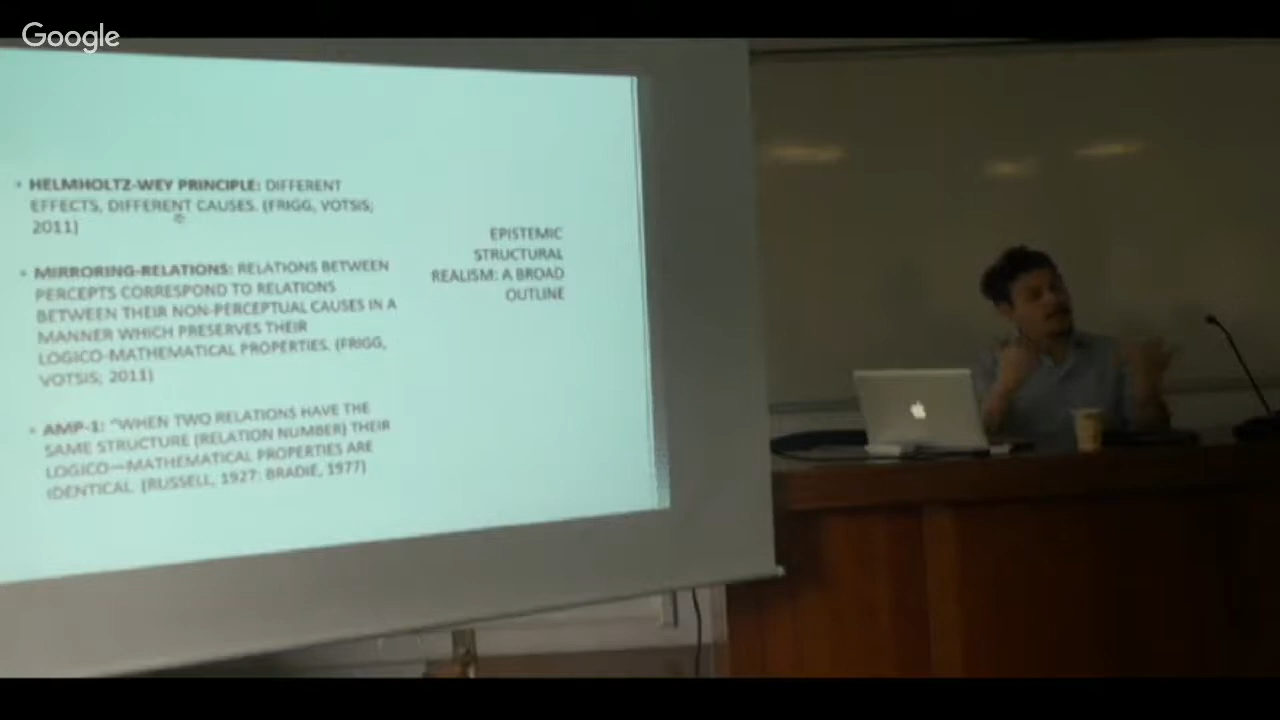 Google
• HELMHOLTZ-WEY PRINCIPLE: DIFFERENT
EFFECTS, DIFFERENT CAUSES. (FRIGG, VOTSIS;
2011)
• MIRRORING-RELATIONS: RELATIONS BETWEEN
PERCEPTS CORRESPOND TO RELATIONS
BETWEEN THEIR NON-PERCEPTUAL CAUSES IN A
MANNER WHICH PRESERVES THEIR
LOGICO-MATHEMATICAL PROPERTIES. (FRIGG,
VOTSIS; 2011)
• AMP-1: "WHEN TWO RELATIONS HAVE THE
SAME STRUCTURE (RELATION NUMBER) THEIR
LOGICO—MATHEMATICAL PROPERTIES ARE
IDENTICAL. (RUSSELL, 1927: BRADIE, 1977)
EPISTEMIC
STRUCTURAL
REALISM: A BROAD
OUTLINE